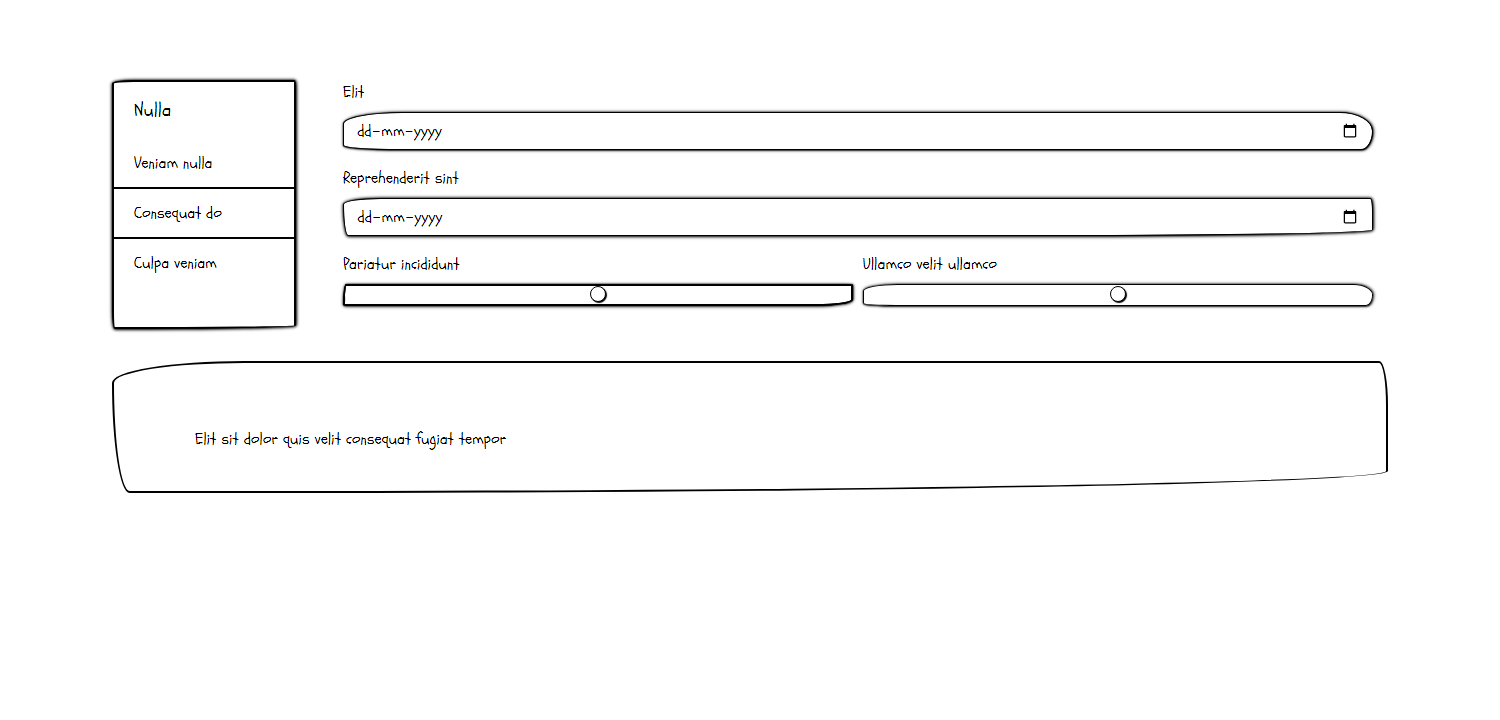 Nulla
Veniam nulla
Consequat do
Culpa veniam
Elit
dd-mm-yyyy
Reprehenderit sint
dd-mm-yyyy
Pariatur incididunt
Ullamco velit ullamco
Elit sit dolor quis velit consequat fugiat tempor